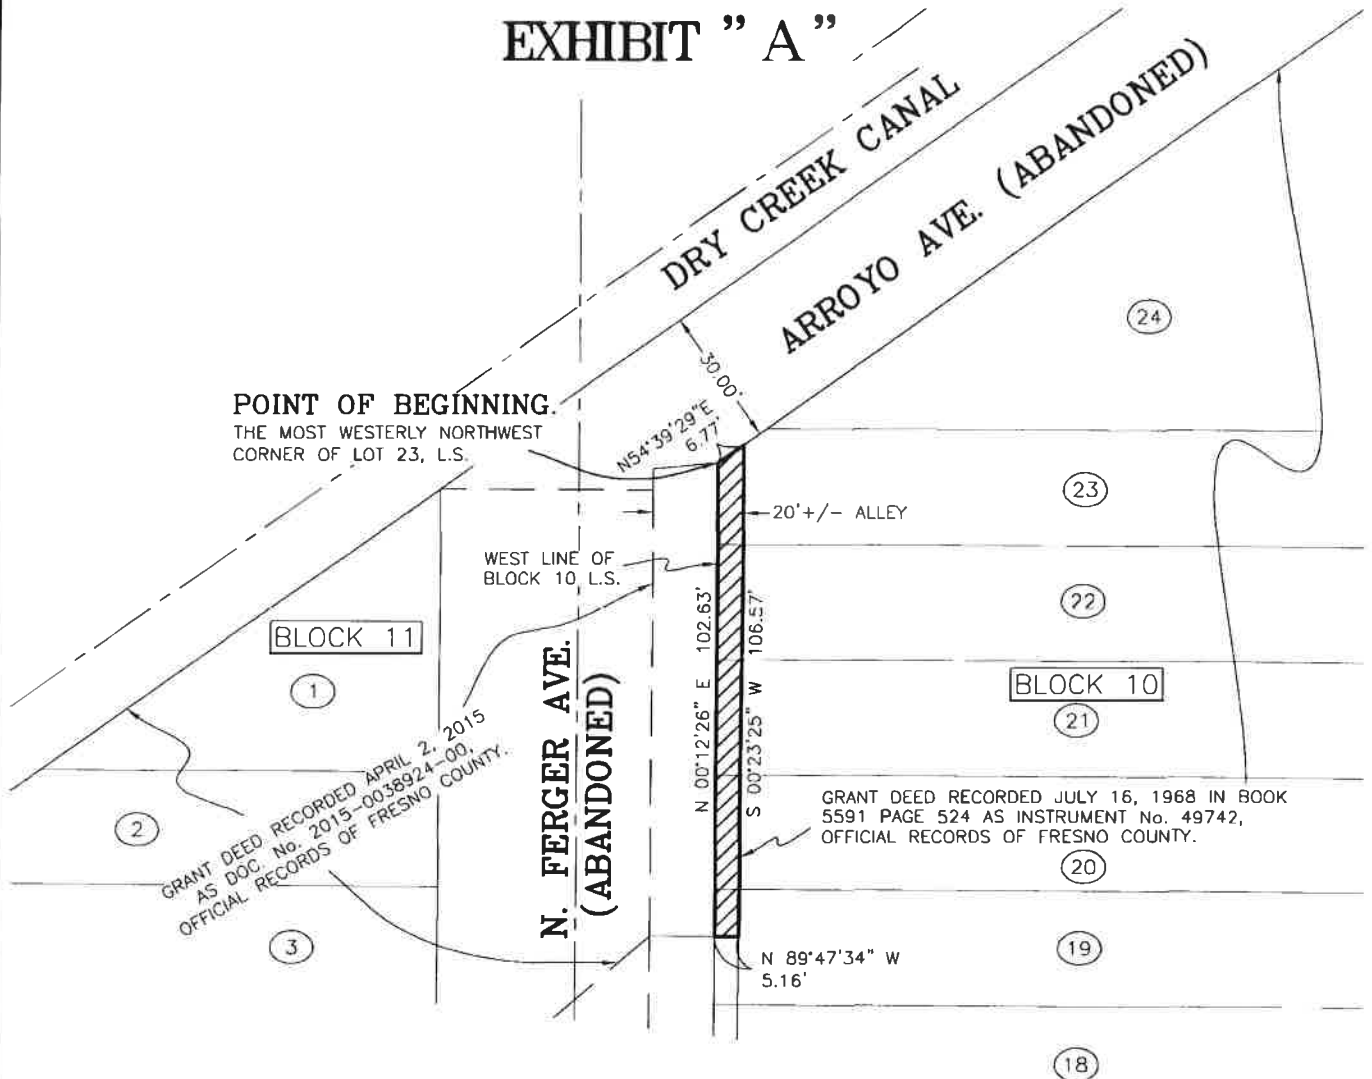 EXHIBIT " A "
DRY CREEK CANAL
ARROYO AVE. (ABANDONED)
24
30.00'
POINT OF BEGINNING.
THE MOST WESTERLY NORTHWEST
CORNER OF LOT 23, L.S.
N54°39'29"E
6.77'
23
20'+/- ALLEY
WEST LINE OF
BLOCK 10 L.S.
22
BLOCK 11
1
N 00°12'26" E 102.63'
S 00°23'25" W 106.57'
BLOCK 10
21
N. FERGER AVE.
(ABANDONED)
GRANT DEED RECORDED APRIL 2, 2015
AS DOC. No. 2015-0038924-00,
OFFICIAL RECORDS OF FRESNO COUNTY.
2
GRANT DEED RECORDED JULY 16, 1968 IN BOOK
5591 PAGE 524 AS INSTRUMENT No. 49742,
OFFICIAL RECORDS OF FRESNO COUNTY.
20
3
N 89°47'34" W
5.16'
19
18